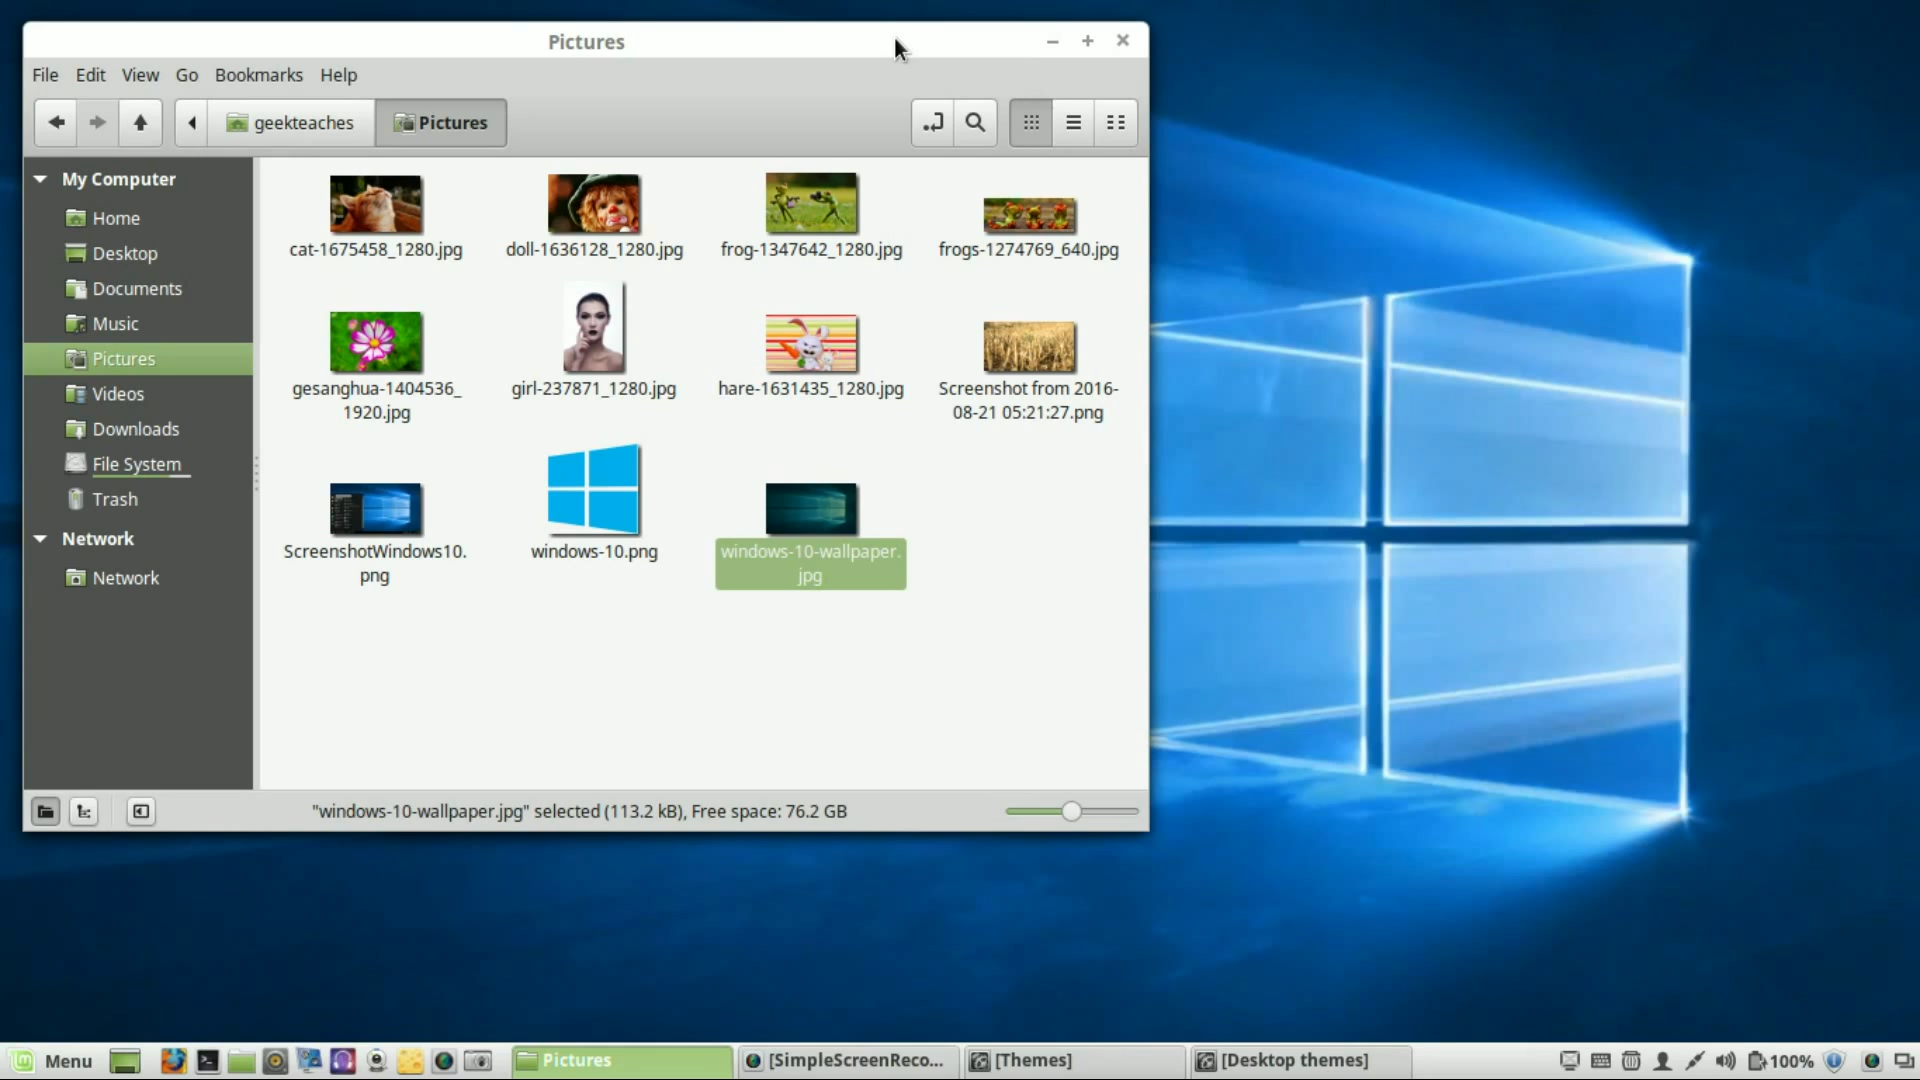 Pictures
File Edit View Go Bookmarks Help
geekteaches Pictures
My Computer
Home
Desktop
Documents
Music
Pictures
Videos
Downloads
File System
Trash
Network
Network
cat-1675458_1280.jpg doll-1636128_1280.jpg frog-1347642_1280.jpg frogs-1274769_640.jpg
gesanghua-1404536_ girl-237871_1280.jpg hare-1631435_1280.jpg Screenshot from 2016-
1920.jpg 08-21 05:21:27.png
ScreenshotWindows10. windows-10.png windows-10-wallpaper.
png jpg
"windows-10-wallpaper.jpg" selected (113.2 kB), Free space: 76.2 GB
Menu Pictures [SimpleScreenReco... [Themes] [Desktop themes] 100%